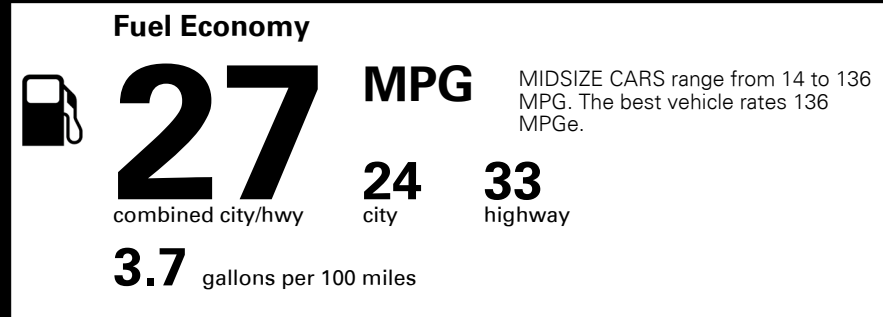 Fuel Economy
27 MPG
MIDSIZE CARS range from 14 to 136
MPG. The best vehicle rates 136
MPGe.
24 33
combined city/hwy city highway
3.7 gallons per 100 miles